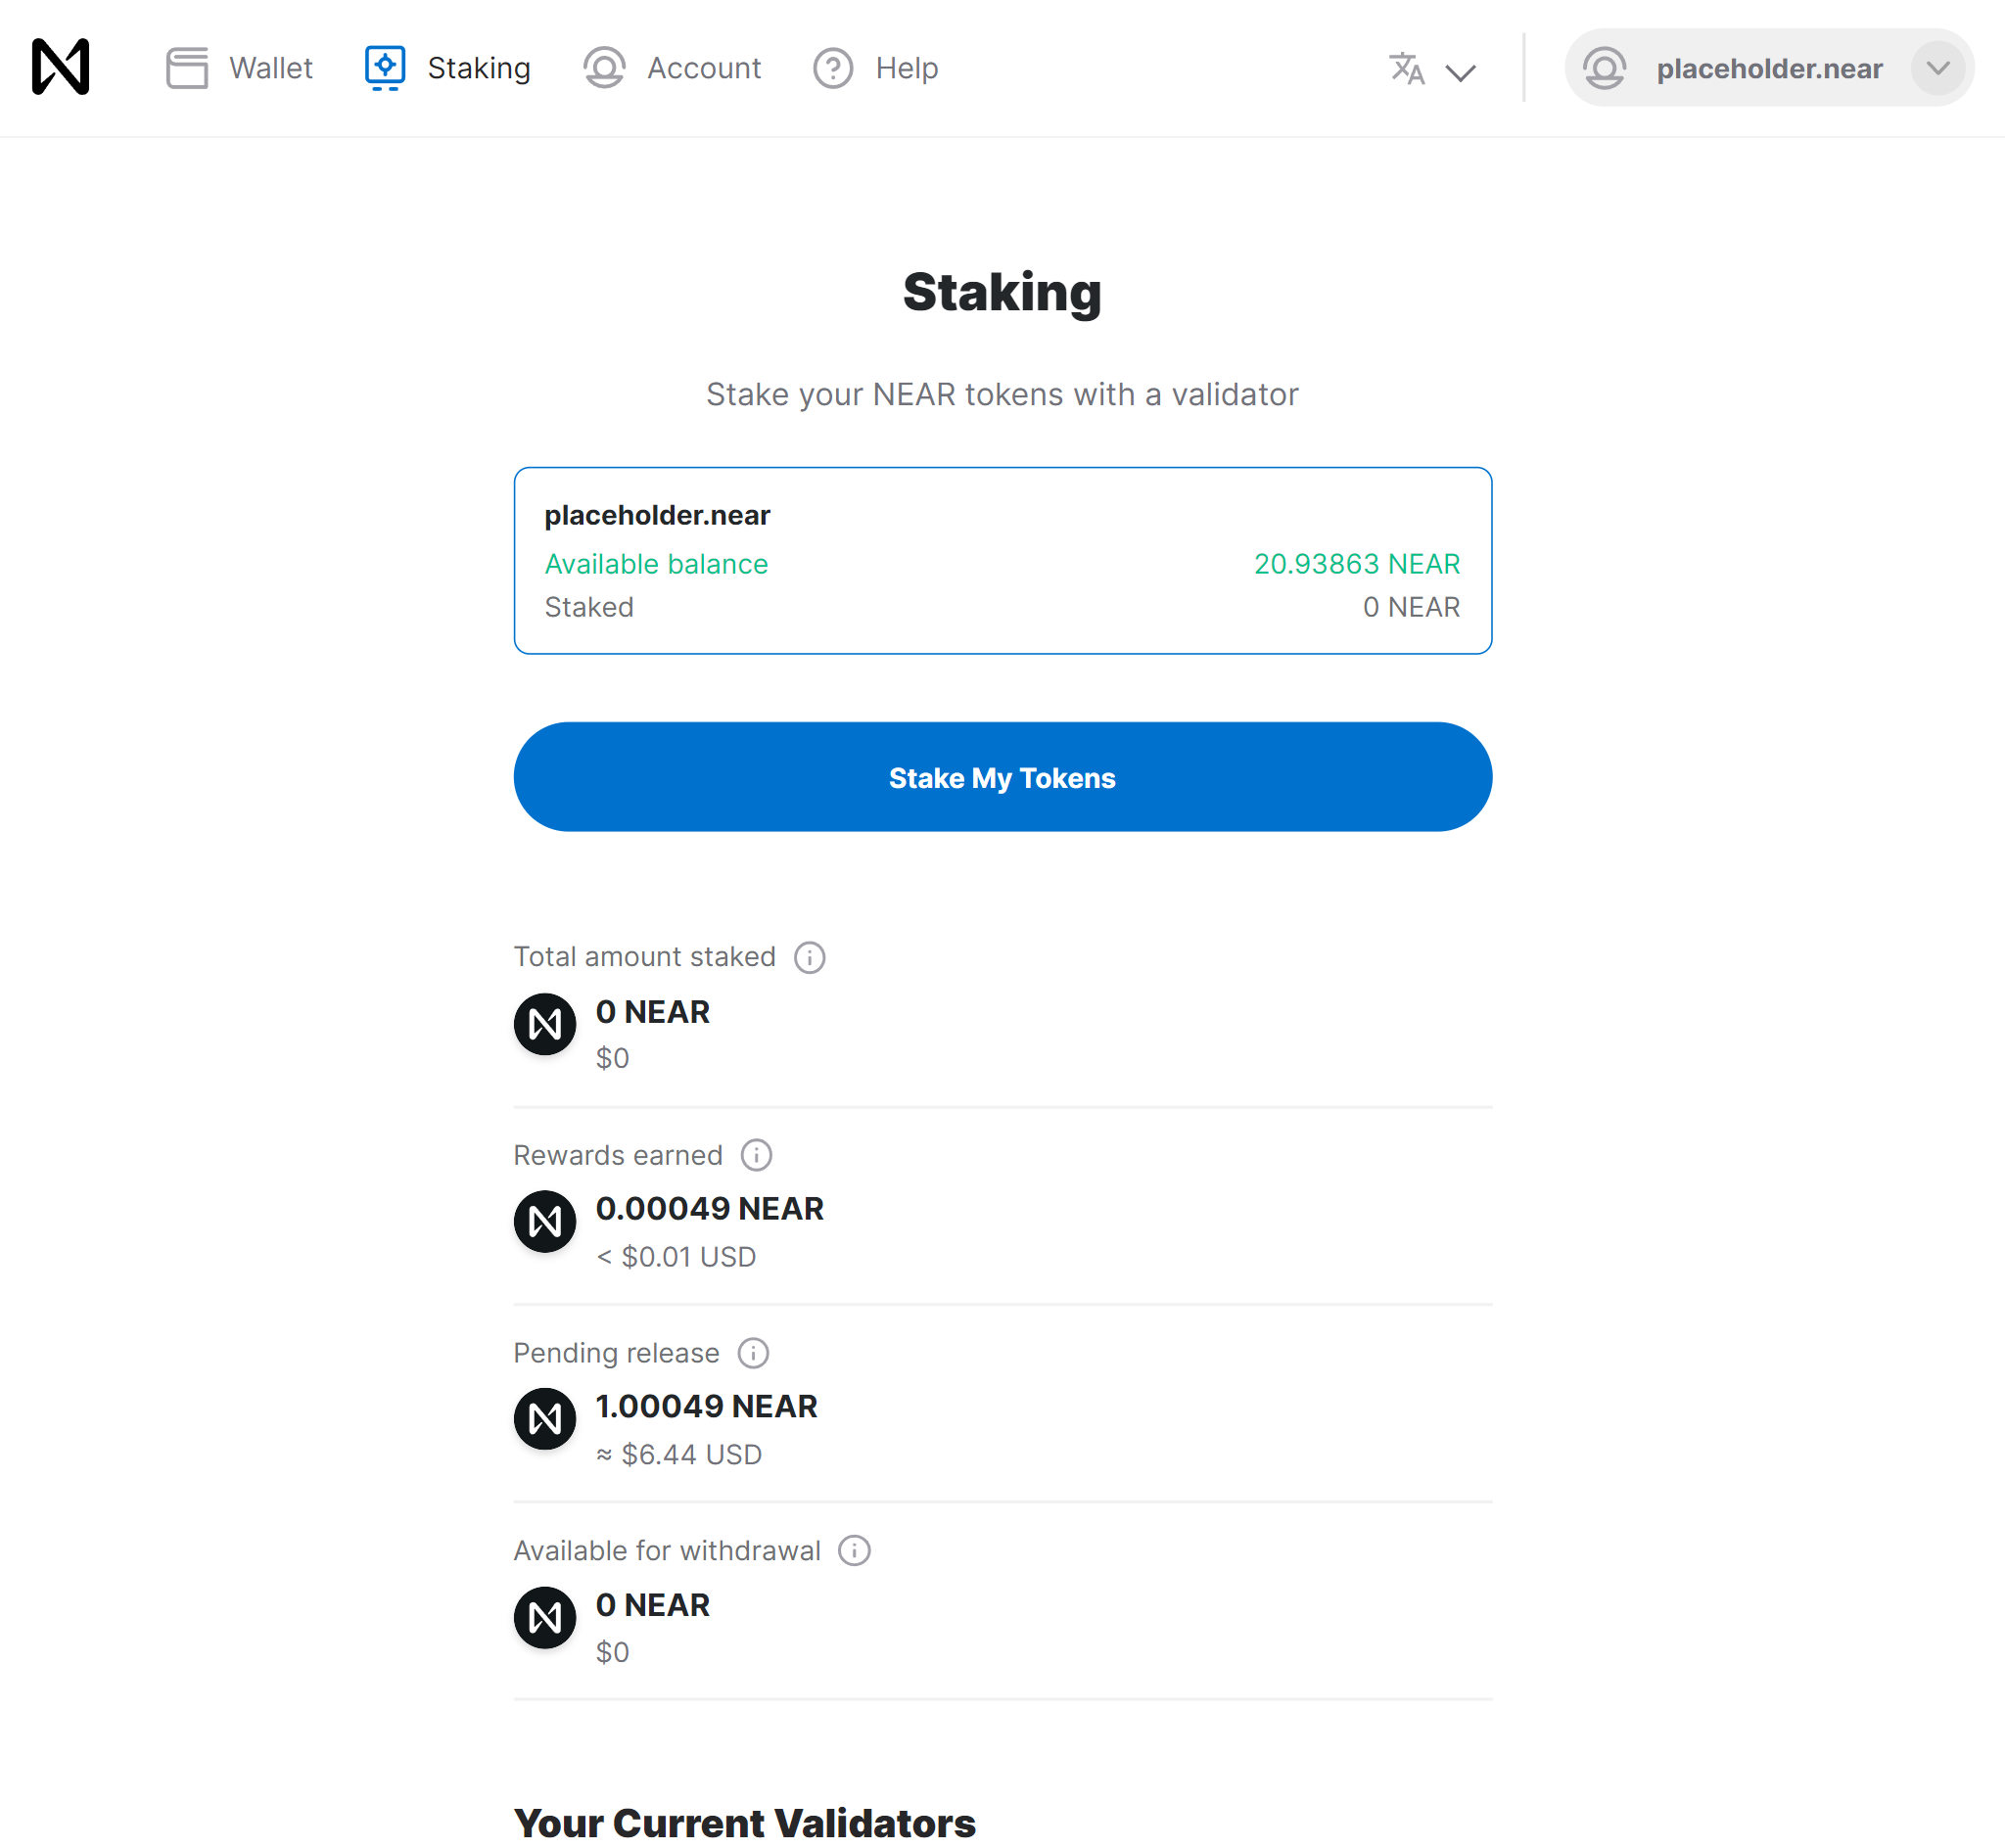 Wallet Staking Account Help placeholder.near
Staking
Stake your NEAR tokens with a validator
placeholder.near
Available balance 20.93863 NEAR
Staked 0 NEAR
Stake My Tokens
Total amount staked
0 NEAR
$0
Rewards earned
0.00049 NEAR
< $0.01 USD
Pending release
1.00049 NEAR
≈ $6.44 USD
Available for withdrawal
0 NEAR
$0
Your Current Validators